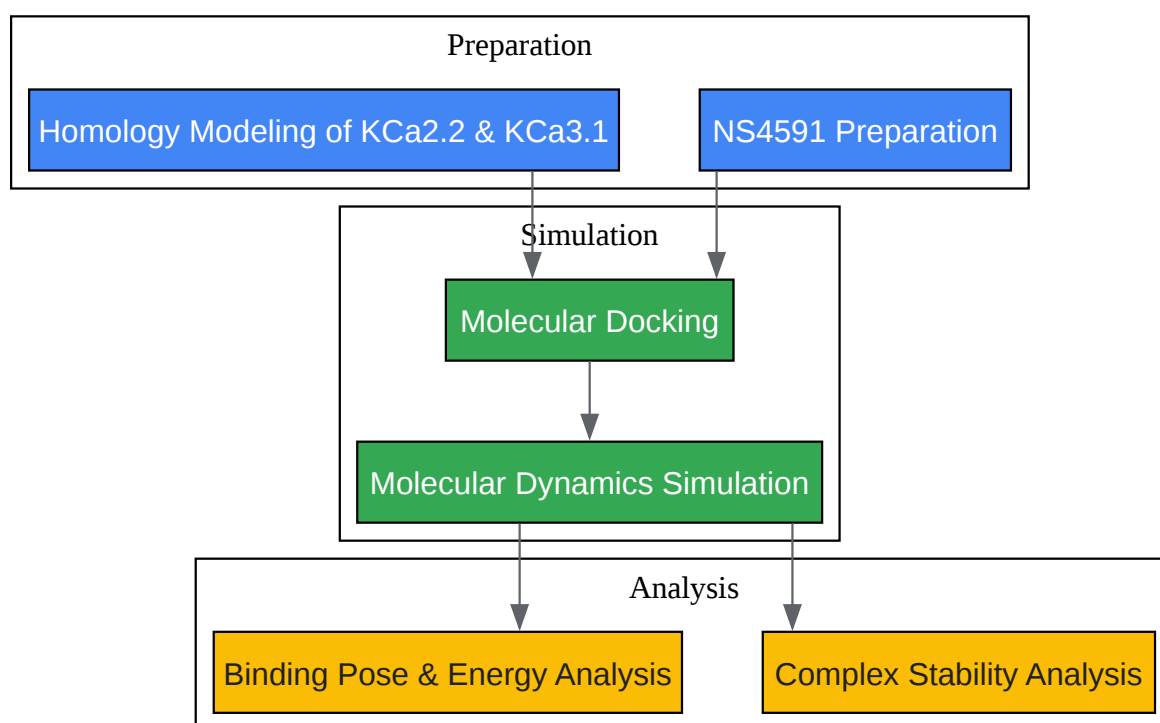 Preparation
Homology Modeling of KCa2.2 & KCa3.1
NS4591 Preparation
Simulation
Molecular Docking
Molecular Dynamics Simulation
Analysis
Binding Pose & Energy Analysis
Complex Stability Analysis